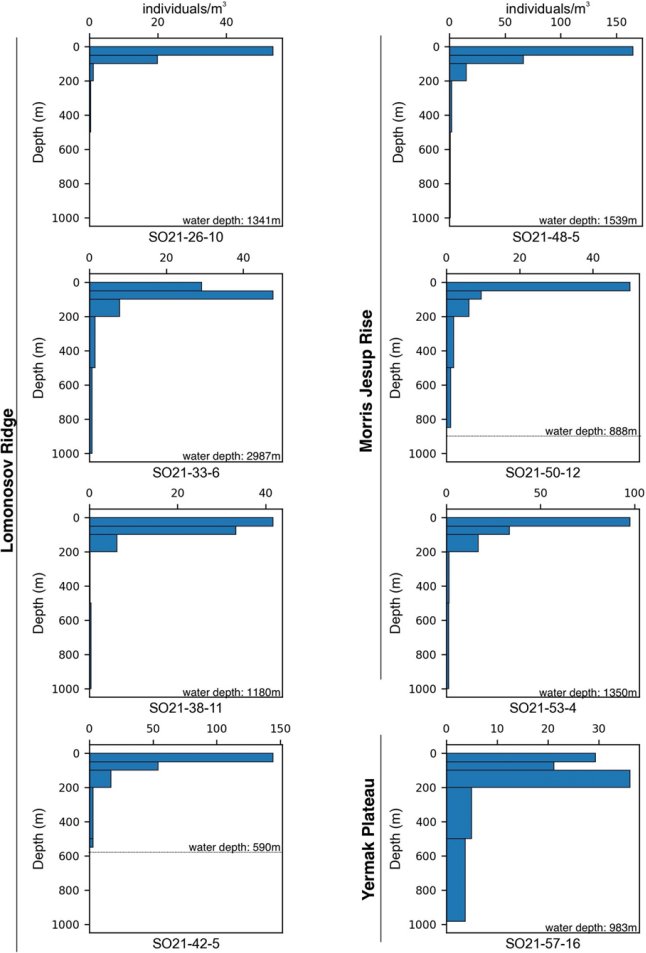 individuals/m³
0 20 40
0
200
400
600
800
1000
Depth (m)
water depth: 1341m
SO21-26-10
individuals/m³
0 50 100 150
0
200
400
600
800
1000
Depth (m)
water depth: 1539m
SO21-48-5
0 20 40
0
200
400
600
800
1000
Depth (m)
water depth: 2987m
SO21-33-6
0 20 40
0
200
400
600
800
1000
Depth (m)
water depth: 888m
SO21-50-12
0 20 40
0
200
400
600
800
1000
Depth (m)
water depth: 1180m
SO21-38-11
0 50 100
0
200
400
600
800
1000
Depth (m)
water depth: 1350m
SO21-53-4
0 50 100 150
0
200
400
600
800
1000
Depth (m)
water depth: 590m
SO21-42-5
0 10 20 30
0
200
400
600
800
1000
Depth (m)
water depth: 983m
SO21-57-16
Lomonosov Ridge
Morris Jesup Rise
Yermak Plateau